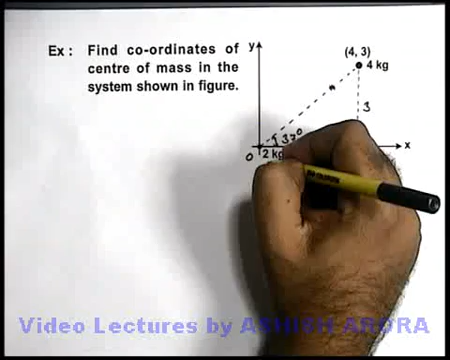 Ex : Find co-ordinates of
centre of mass in the
system shown in figure.
y
(4, 3)
4 kg
3
37°
0
2 kg
x
Video Lectures by ASHISH ARORA